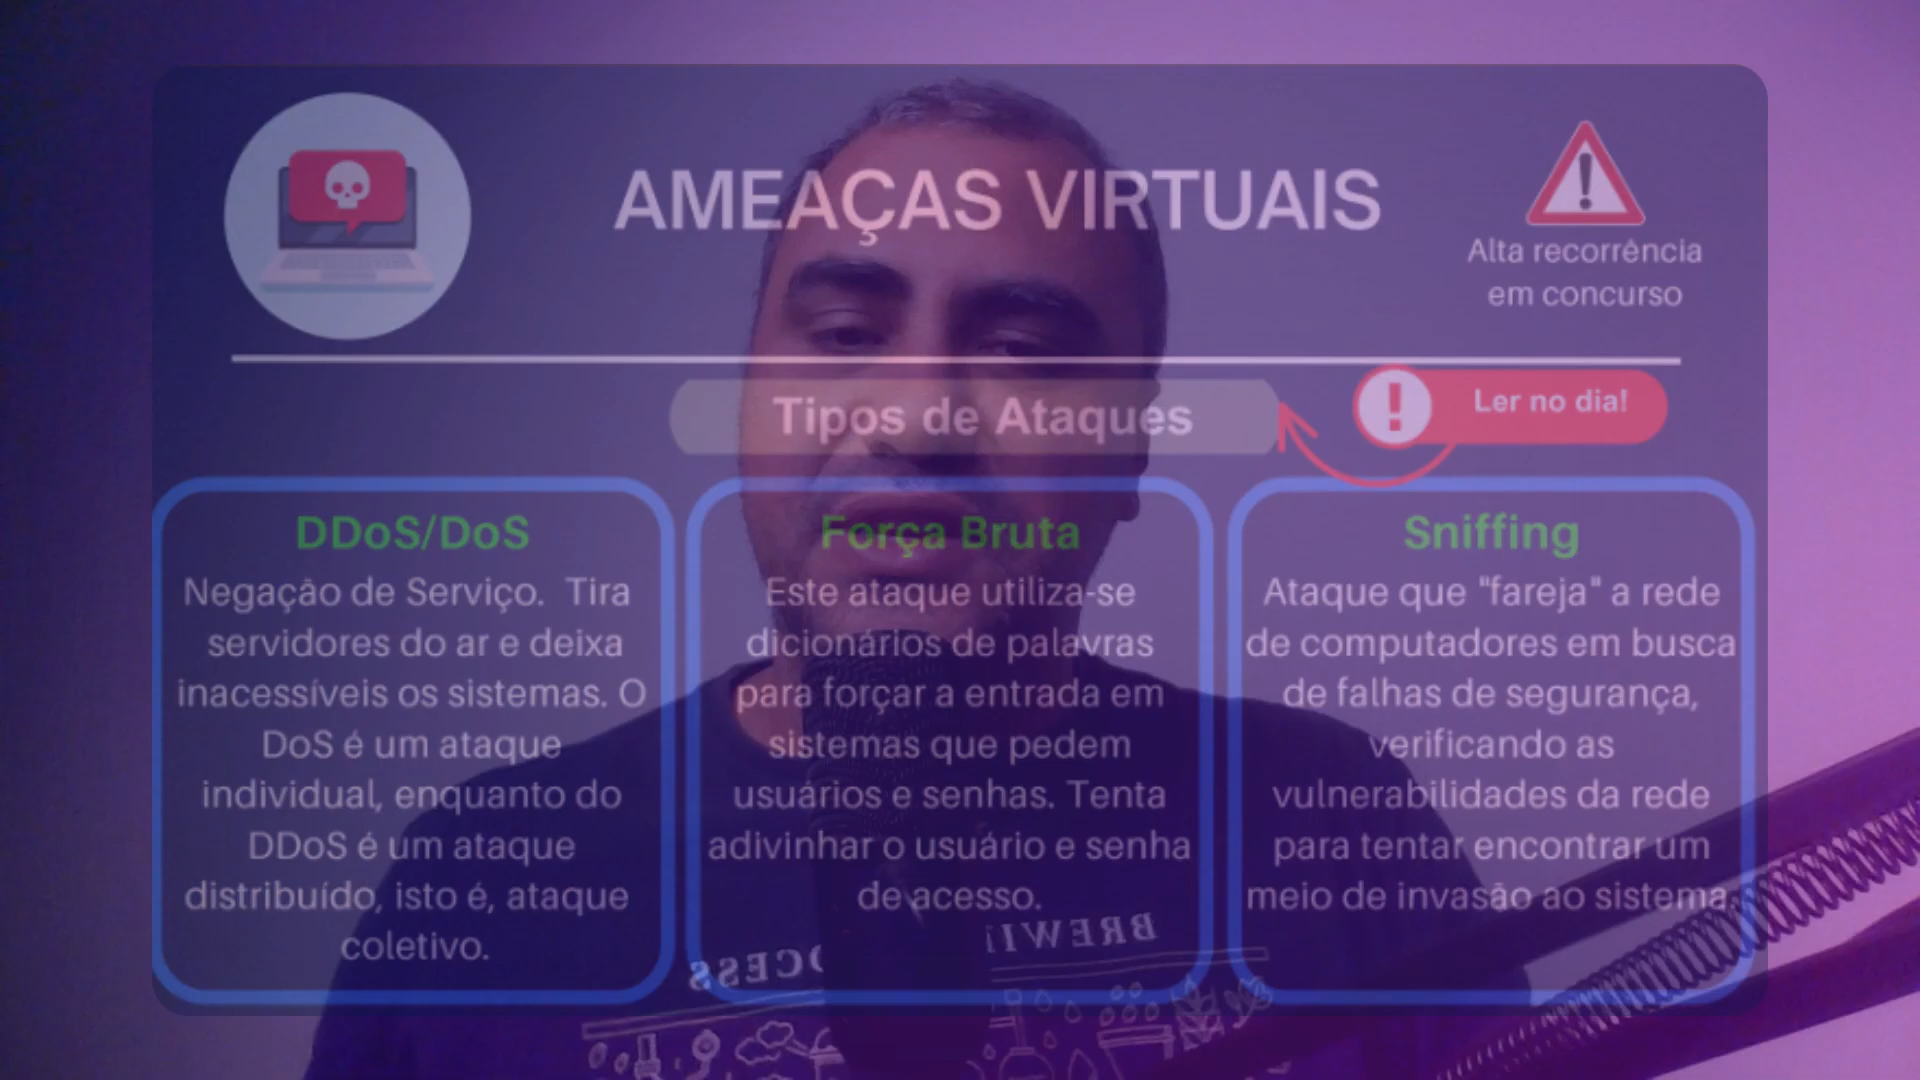 AMEAÇAS VIRTUAIS
Alta recorrência
em concurso
Tipos de Ataques
Ler no dia!
DDoS/DoS
Negação de Serviço. Tira
servidores do ar e deixa
inacessíveis os sistemas. O
DoS é um ataque
individual, enquanto do
DDoS é um ataque
distribuído, isto é, ataque
coletivo.
Força Bruta
Este ataque utiliza-se
dicionários de palavras
para forçar a entrada em
sistemas que pedem
usuários e senhas. Tenta
adivinhar o usuário e senha
de acesso.
Sniffing
Ataque que "fareja" a rede
de computadores em busca
de falhas de segurança,
verificando as
vulnerabilidades da rede
para tentar encontrar um
meio de invasão ao sistema.